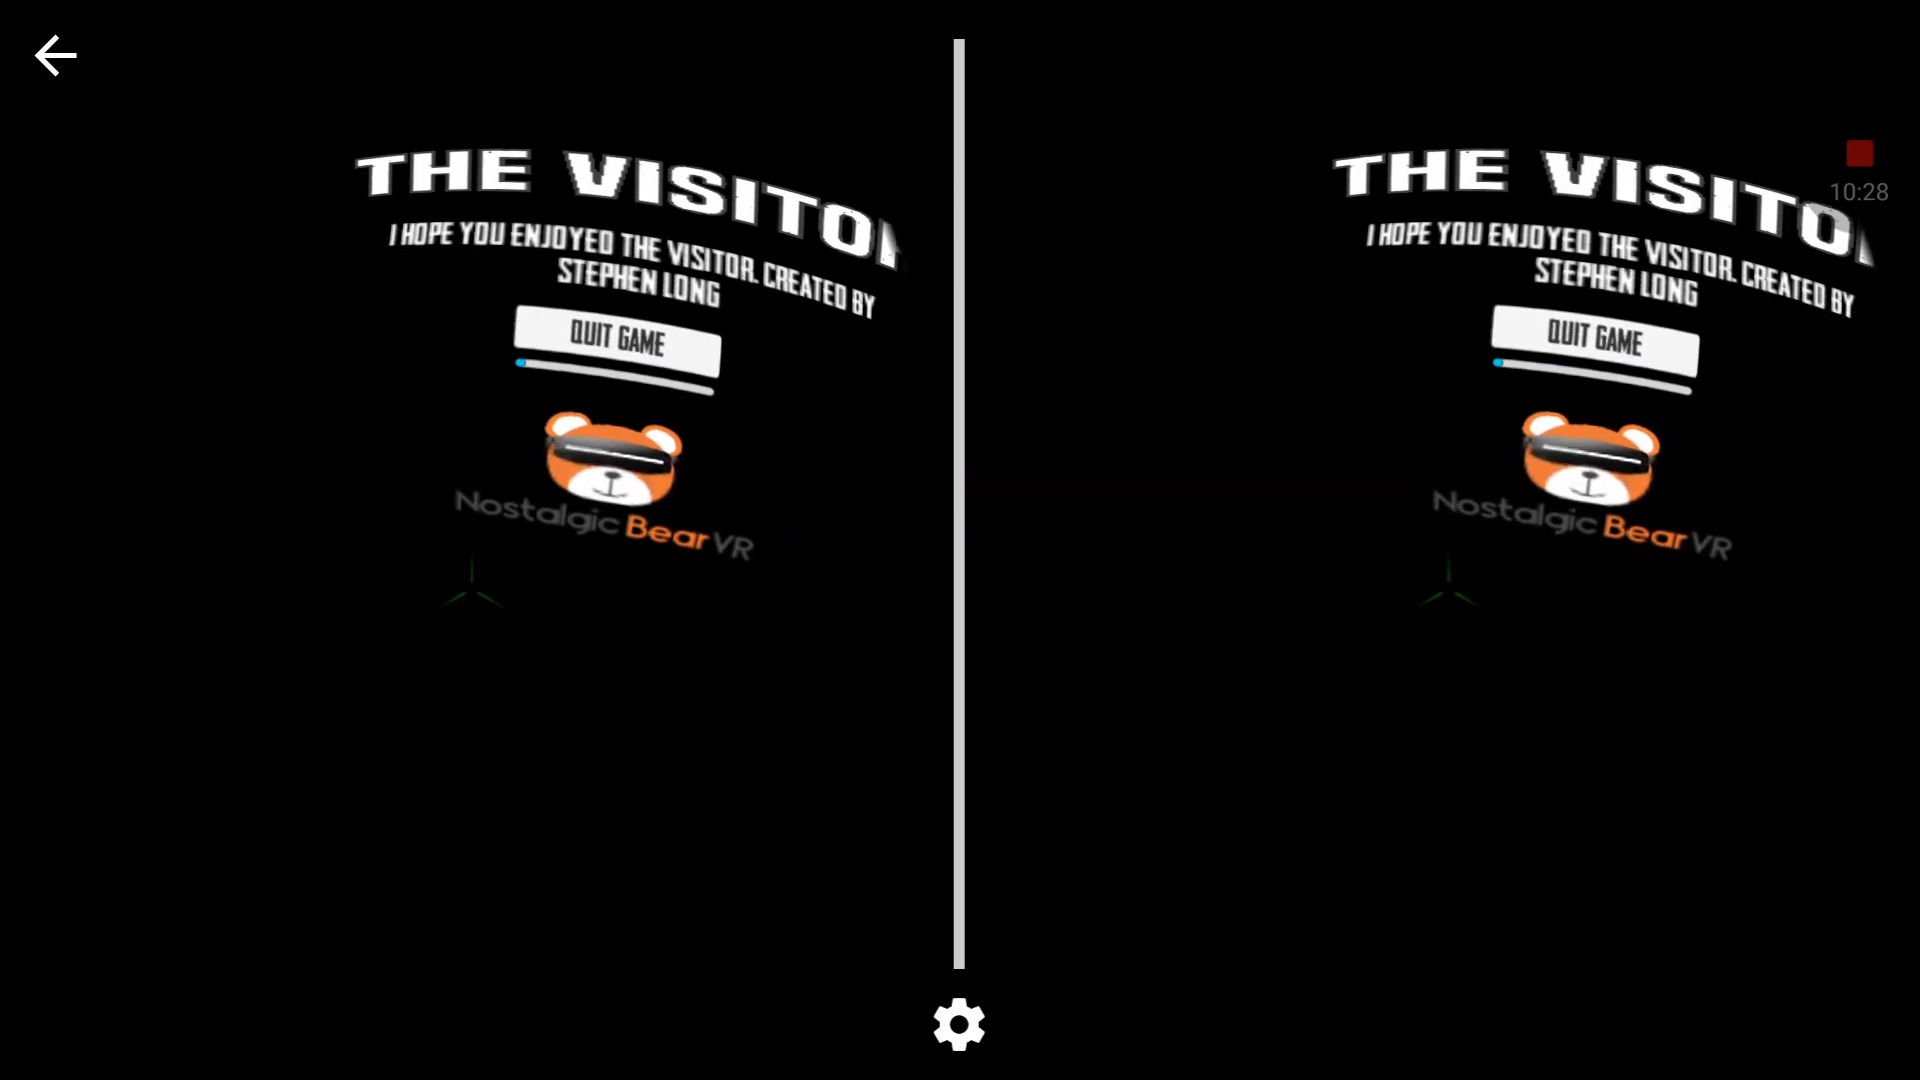 THE VISITO
I HOPE YOU ENJOYED THE VISITOR. CREATED BY
STEPHEN LONG
QUIT GAME
Nostalgic Bear VR
THE VISITO
10:28
I HOPE YOU ENJOYED THE VISITOR. CREATED BY
STEPHEN LONG
QUIT GAME
Nostalgic Bear VR